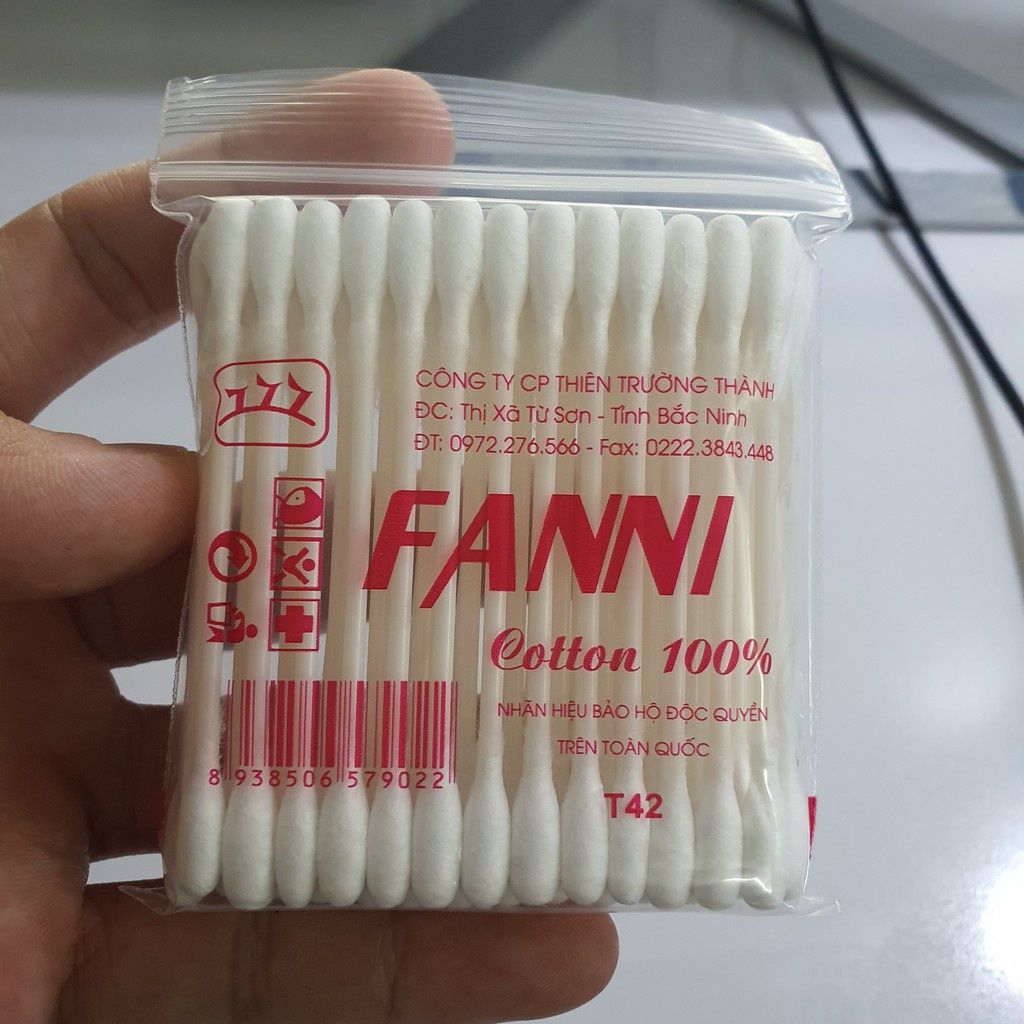 CÔNG TY CP THIÊN TRƯỜNG THÀNH
ĐC: Thị Xã Từ Sơn - Tỉnh Bắc Ninh
ĐT: 0972.276.566 - Fax: 0222.3843.448
FANNI
Cotton 100%
NHÃN HIỆU BẢO HỘ ĐỘC QUYỀN
TRÊN TOÀN QUỐC
T42
8 938506 579022